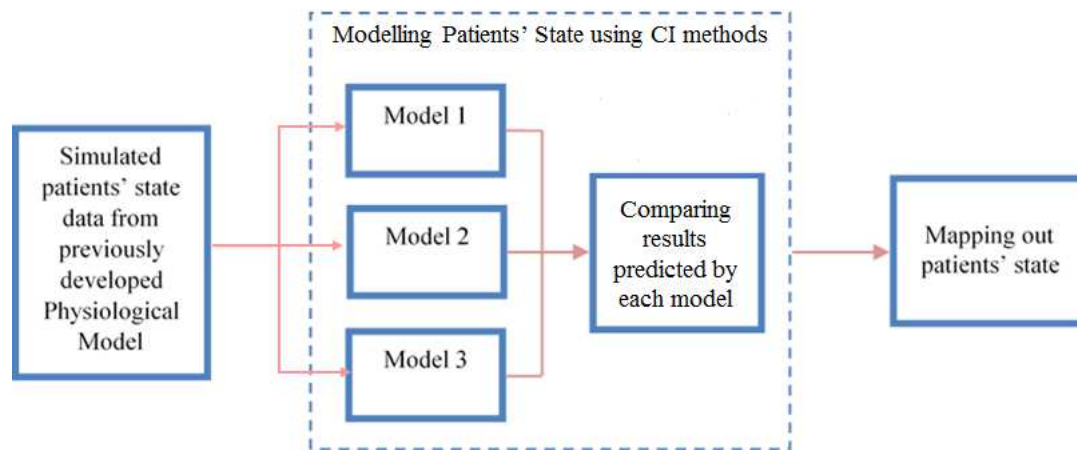 Modelling Patients' State using CI methods
Simulated
patients' state
data from
previously
developed
Physiological
Model
Model 1
Model 2
Model 3
Comparing
results
predicted by
each model
Mapping out
patients' state